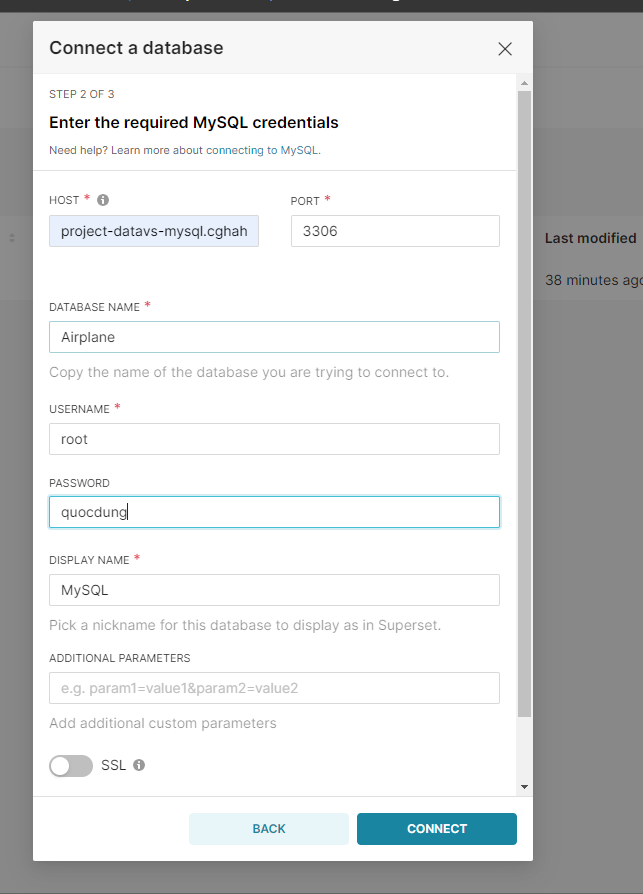 Connect a database
STEP 2 OF 3
Enter the required MySQL credentials
Need help? Learn more about connecting to MySQL.
HOST *
PORT *
project-datavs-mysql.cghah
3306
Last modified
38 minutes ago
DATABASE NAME *
Airplane
Copy the name of the database you are trying to connect to.
USERNAME *
root
PASSWORD
quocdung
DISPLAY NAME *
MySQL
Pick a nickname for this database to display as in Superset.
ADDITIONAL PARAMETERS
e.g. param1=value1&param2=value2
Add additional custom parameters
SSL
BACK
CONNECT